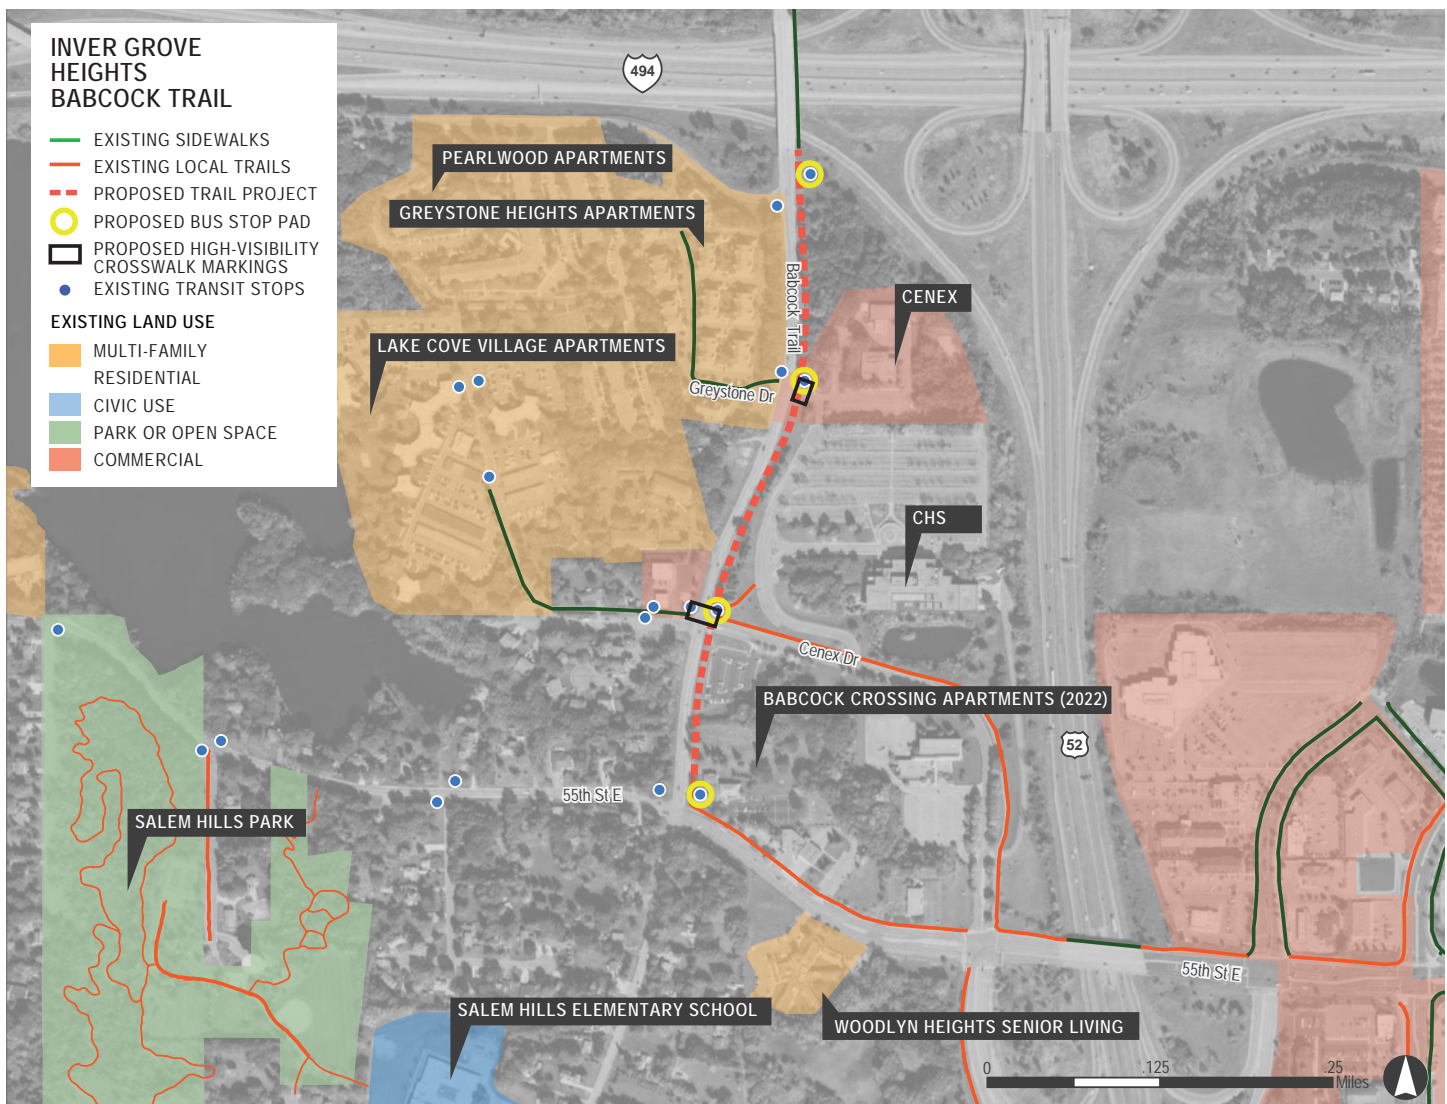 INVER GROVE
HEIGHTS
BABCOCK TRAIL
EXISTING SIDEWALKS
EXISTING LOCAL TRAILS
PROPOSED TRAIL PROJECT
PROPOSED BUS STOP PAD
PROPOSED HIGH-VISIBILITY
CROSSWALK MARKINGS
EXISTING TRANSIT STOPS
EXISTING LAND USE
MULTI-FAMILY
RESIDENTIAL
CIVIC USE
PARK OR OPEN SPACE
COMMERCIAL
494
PEARLWOOD APARTMENTS
GREYSTONE HEIGHTS APARTMENTS
Babcock Trail
CENEX
LAKE COVE VILLAGE APARTMENTS
Greystone Dr
CHS
Cenex Dr
BABCOCK CROSSING APARTMENTS (2022)
52
55th St E
SALEM HILLS PARK
55th St E
SALEM HILLS ELEMENTARY SCHOOL
WOODLYN HEIGHTS SENIOR LIVING
0 .125 .25
Miles